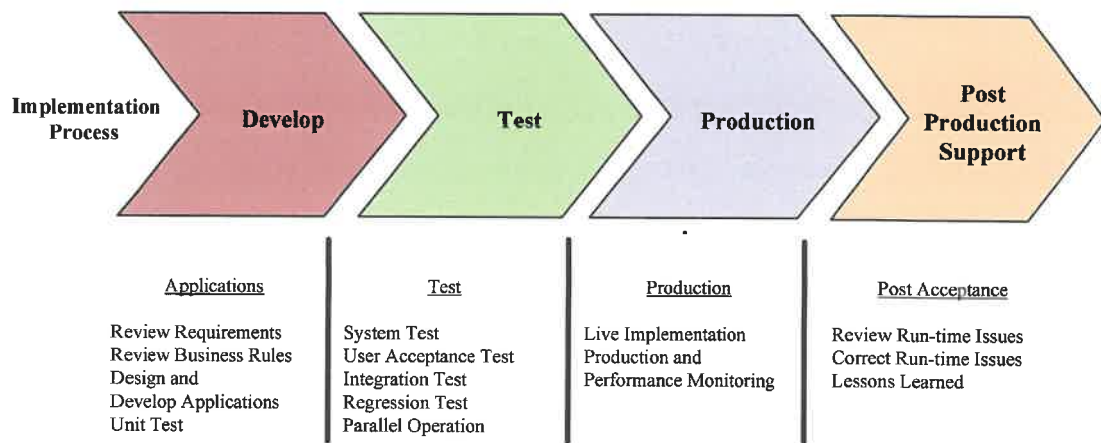 Implementation
Process
Develop
Test
Production
Post
Production
Support
Applications
Review Requirements
Review Business Rules
Design and
Develop Applications
Unit Test
Test
System Test
User Acceptance Test
Integration Test
Regression Test
Parallel Operation
Production
Live Implementation
Production and
Performance Monitoring
Post Acceptance
Review Run-time Issues
Correct Run-time Issues
Lessons Learned